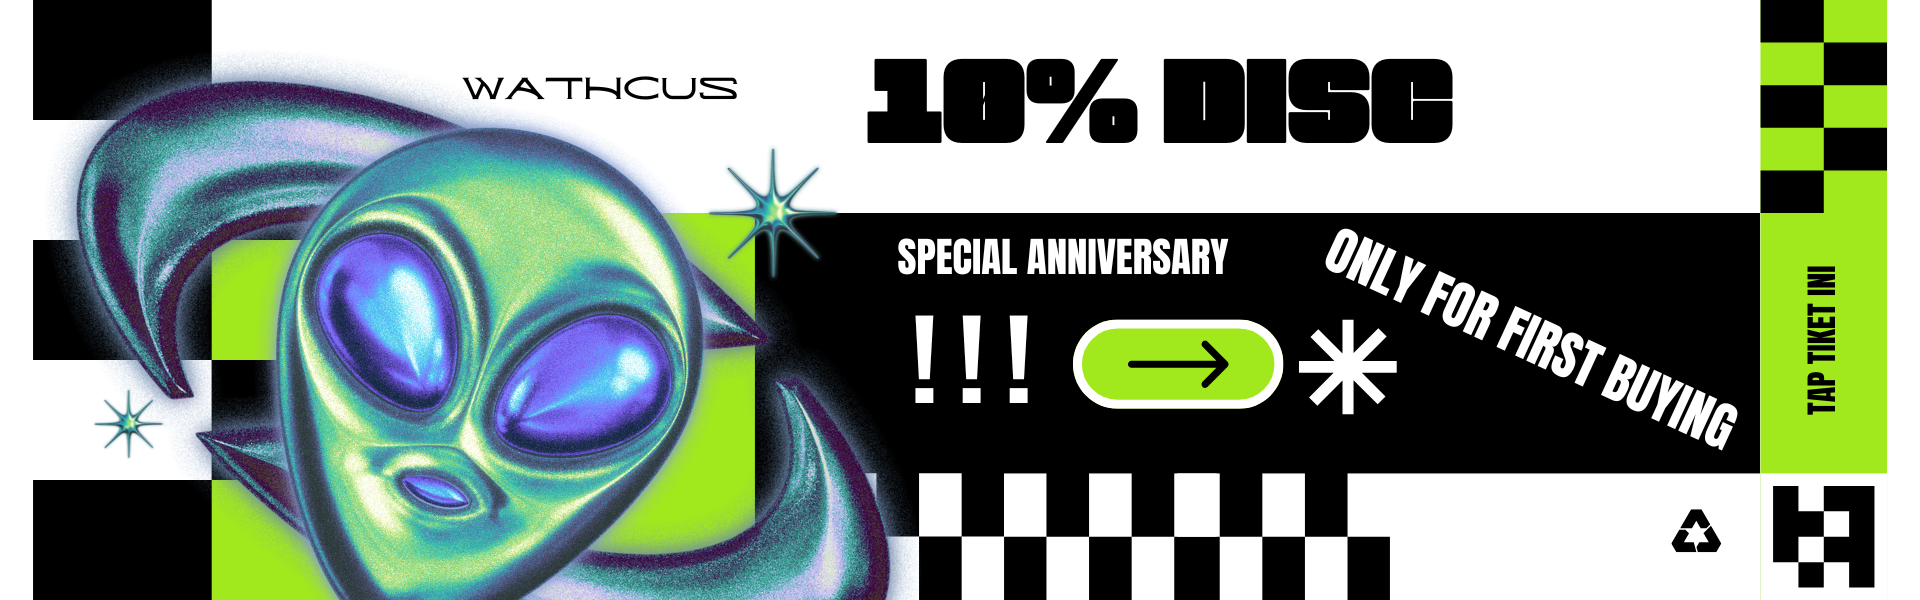 WATHCUS
10% DISC
SPECIAL ANNIVERSARY
!!!
ONLY FOR FIRST BUYING
TAP TIKET INI